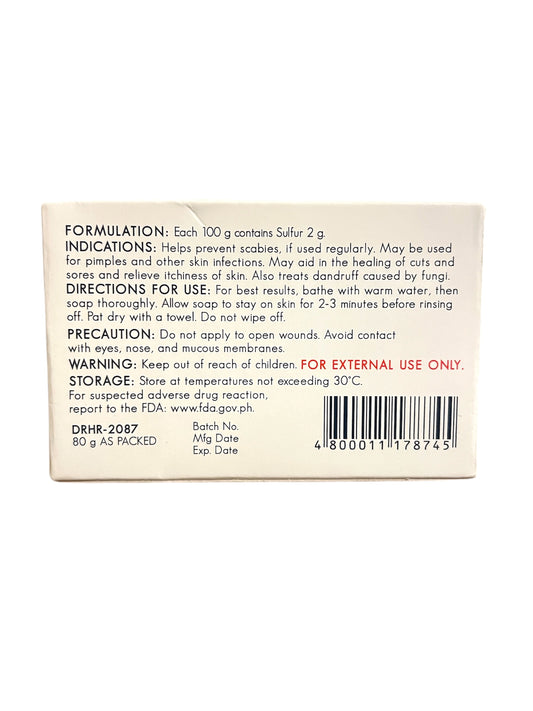 FORMULATION: Each 100 g contains Sulfur 2 g.
INDICATIONS: Helps prevent scabies, if used regularly. May be used
for pimples and other skin infections. May aid in the healing of cuts and
sores and relieve itchiness of skin. Also treats dandruff caused by fungi.
DIRECTIONS FOR USE: For best results, bathe with warm water, then
soap thoroughly. Allow soap to stay on skin for 2-3 minutes before rinsing
off. Pat dry with a towel. Do not wipe off.
PRECAUTION: Do not apply to open wounds. Avoid contact
with eyes, nose, and mucous membranes.
WARNING: Keep out of reach of children. FOR EXTERNAL USE ONLY.
STORAGE: Store at temperatures not exceeding 30°C.
For suspected adverse drug reaction,
report to the FDA: www.fda.gov.ph.
DRHR-2087
80 g AS PACKED
Batch No.
Mfg Date
Exp. Date
4 800011 178745